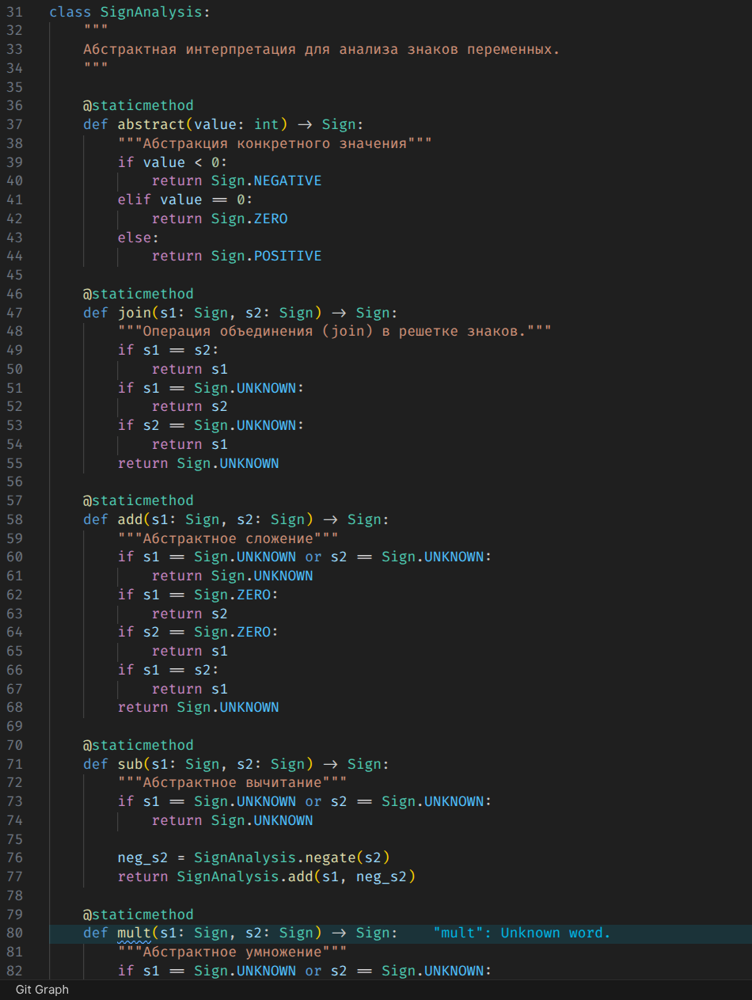 31 class SignAnalysis:
32 """
33 Абстрактная интерпретация для анализа знаков переменных.
34 """
35
36 @staticmethod
37 def abstract(value: int) → Sign:
38 """Абстракция конкретного значения"""
39 if value < 0:
40 return Sign.NEGATIVE
41 elif value == 0:
42 return Sign.ZERO
43 else:
44 return Sign.POSITIVE
45
46 @staticmethod
47 def join(s1: Sign, s2: Sign) → Sign:
48 """Операция объединения (join) в решетке знаков."""
49 if s1 == s2:
50 return s1
51 if s1 == Sign.UNKNOWN:
52 return s2
53 if s2 == Sign.UNKNOWN:
54 return s1
55 return Sign.UNKNOWN
56
57 @staticmethod
58 def add(s1: Sign, s2: Sign) → Sign:
59 """Абстрактное сложение"""
60 if s1 == Sign.UNKNOWN or s2 == Sign.UNKNOWN:
61 return Sign.UNKNOWN
62 if s1 == Sign.ZERO:
63 return s2
64 if s2 == Sign.ZERO:
65 return s1
66 if s1 == s2:
67 return s1
68 return Sign.UNKNOWN
69
70 @staticmethod
71 def sub(s1: Sign, s2: Sign) → Sign:
72 """Абстрактное вычитание"""
73 if s1 == Sign.UNKNOWN or s2 == Sign.UNKNOWN:
74 return Sign.UNKNOWN
75
76 neg_s2 = SignAnalysis.negate(s2)
77 return SignAnalysis.add(s1, neg_s2)
78
79 @staticmethod
80 def mult(s1: Sign, s2: Sign) → Sign: "mult": Unknown word.
81 """Абстрактное умножение"""
82 if s1 == Sign.UNKNOWN or s2 == Sign.UNKNOWN:
Git Graph